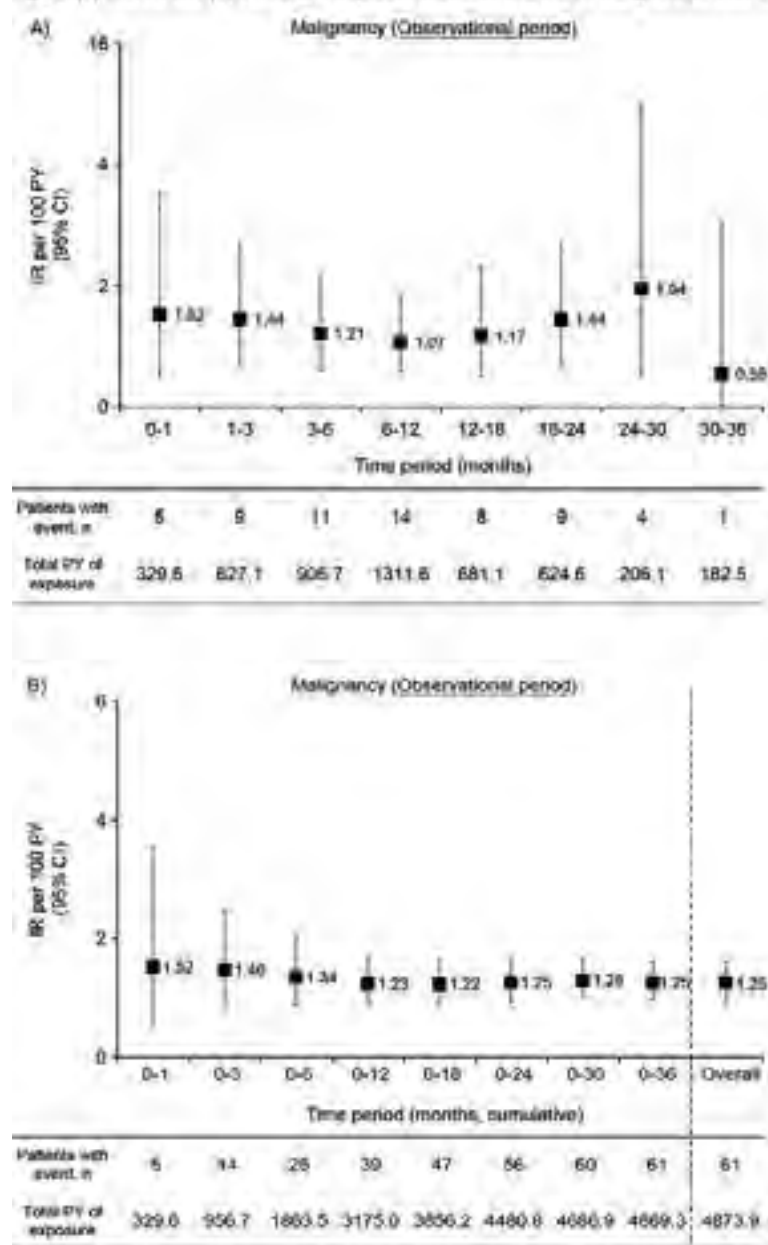 A)
Malignancy (Observational period)
6
4
2
0
IR per 100 PY
(95% CI)
1.52 1.44 1.21 1.07 1.17 1.44 1.94 0.55
0-1 1-3 3-6 6-12 12-18 18-24 24-30 30-36
Time period (months)
Patients with
event, n
5 9 11 14 8 9 4 1
Total PY of
exposure
329.6 627.1 906.7 1311.6 681.1 624.6 206.1 182.5
B)
Malignancy (Observational period)
6
4
2
0
IR per 100 PY
(95% CI)
1.52 1.46 1.34 1.23 1.22 1.25 1.28 1.25 1.25
0-1 0-3 0-6 0-12 0-18 0-24 0-30 0-36 Overall
Time period (months, cumulative)
Patients with
event, n
5 14 25 39 47 56 60 61 61
Total PY of
exposure
329.6 956.7 1863.5 3175.0 3856.2 4480.8 4686.9 4869.3 4873.9